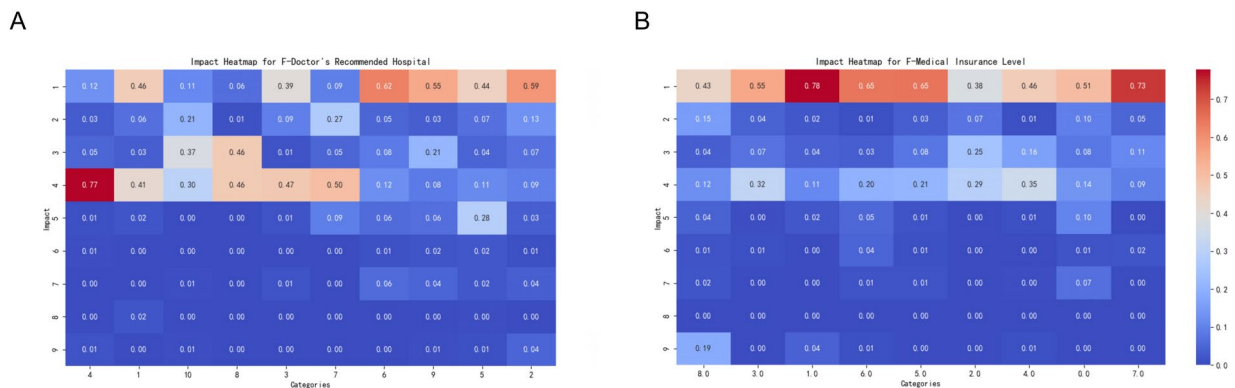 A
B
Impact Heatmap for F-Doctor's Recommended Hospital
Impact Heatmap for F-Medical Insurance Level
Impact
1 0.12 0.46 0.11 0.06 0.39 0.09 0.62 0.55 0.44 0.59
2 0.03 0.06 0.21 0.01 0.09 0.27 0.05 0.03 0.07 0.13
3 0.05 0.03 0.37 0.46 0.01 0.05 0.08 0.21 0.04 0.07
4 0.77 0.41 0.30 0.46 0.47 0.50 0.12 0.08 0.11 0.09
5 0.01 0.02 0.00 0.00 0.01 0.09 0.06 0.06 0.28 0.03
6 0.01 0.00 0.00 0.00 0.00 0.00 0.01 0.02 0.02 0.01
7 0.00 0.00 0.01 0.00 0.01 0.00 0.06 0.04 0.02 0.04
8 0.00 0.02 0.00 0.00 0.00 0.00 0.00 0.00 0.00 0.00
9 0.01 0.00 0.01 0.00 0.01 0.00 0.00 0.01 0.00 0.04
4 1 10 8 3 7 6 9 5 2
Categories
Impact
1 0.43 0.55 0.78 0.65 0.65 0.38 0.46 0.51 0.73
2 0.15 0.04 0.02 0.01 0.03 0.07 0.01 0.10 0.05
3 0.04 0.07 0.04 0.03 0.08 0.25 0.16 0.08 0.11
4 0.12 0.32 0.11 0.20 0.21 0.29 0.35 0.14 0.09
5 0.04 0.00 0.02 0.05 0.01 0.00 0.00 0.10 0.00
6 0.01 0.01 0.00 0.04 0.01 0.00 0.00 0.01 0.02
7 0.02 0.00 0.00 0.01 0.01 0.00 0.00 0.07 0.00
8 0.00 0.00 0.00 0.00 0.00 0.00 0.00 0.00 0.00
9 0.19 0.00 0.04 0.01 0.00 0.00 0.01 0.00 0.00
8.0 3.0 1.0 6.0 5.0 2.0 4.0 0.0 7.0
Categories
0.7
0.6
0.5
0.4
0.3
0.2
0.1
0.0